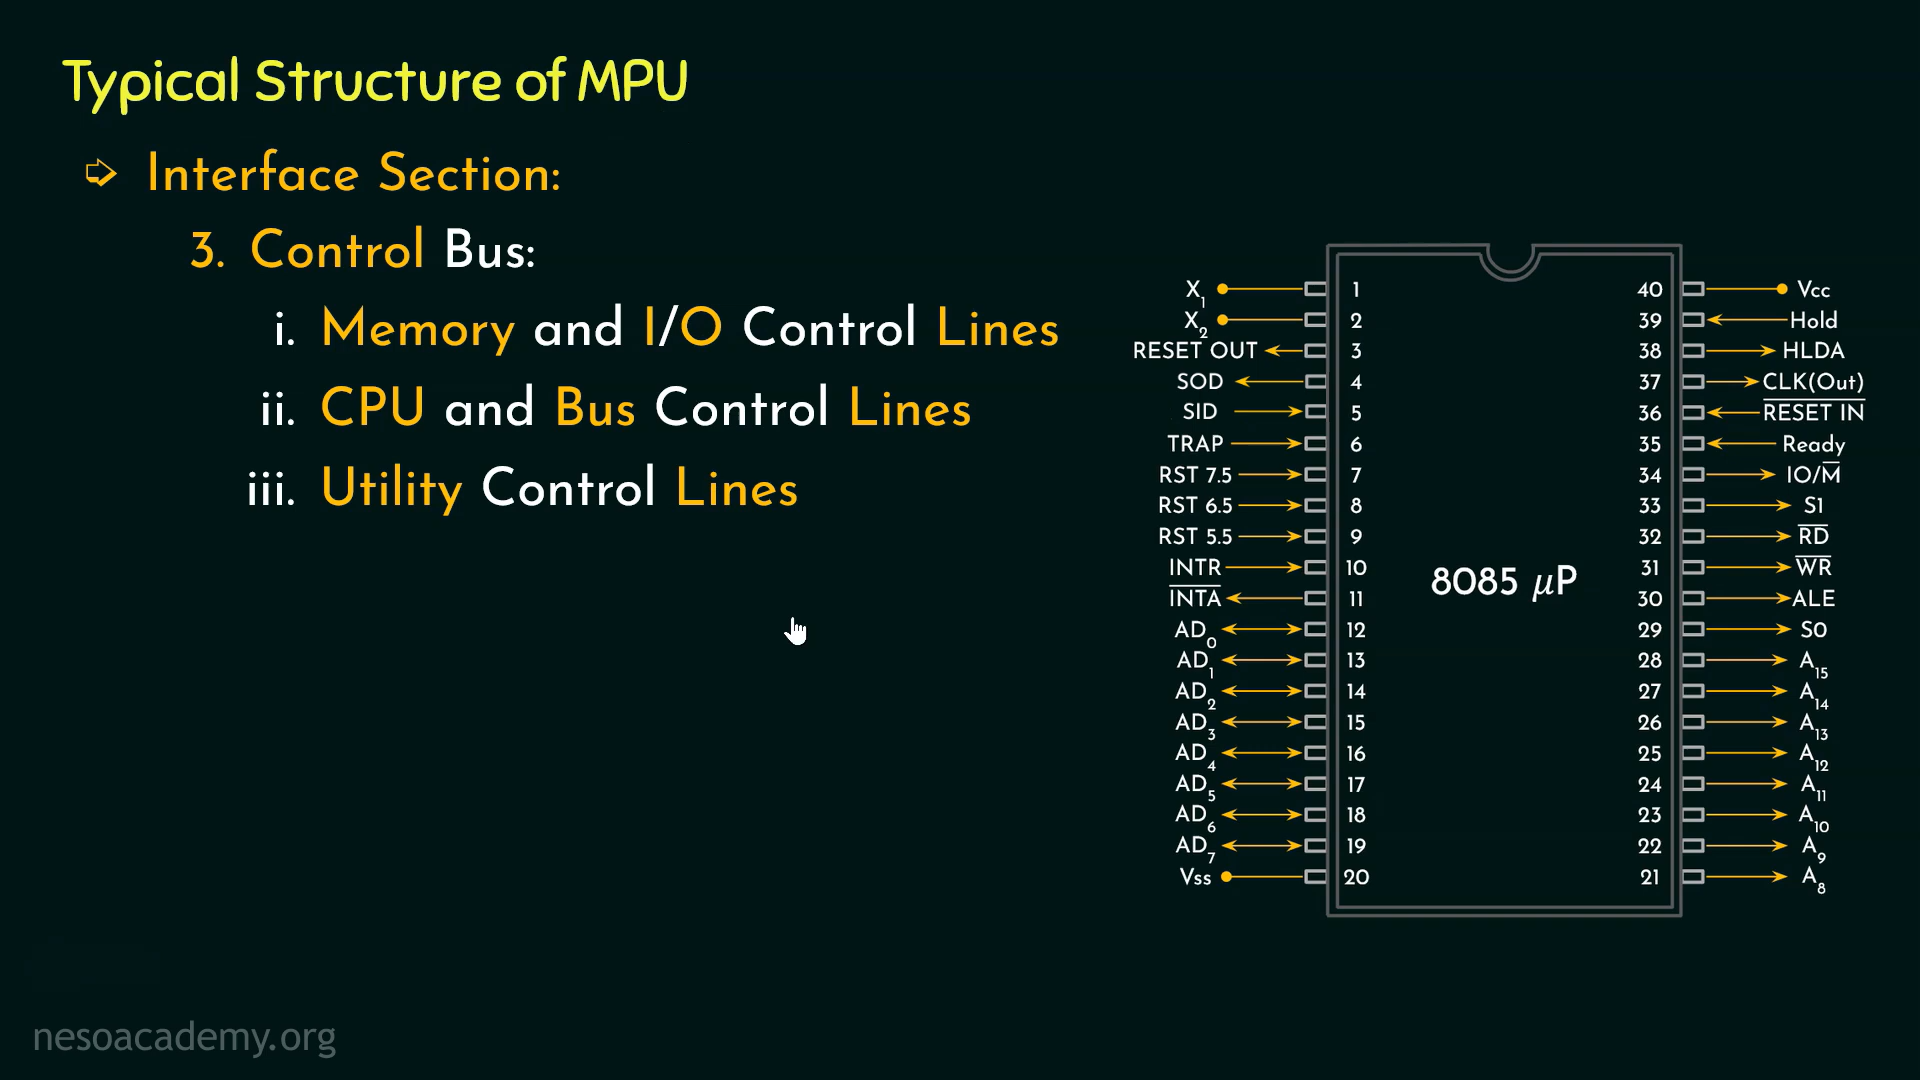 Typical Structure of MPU
➩ Interface Section:
3. Control Bus:
i. Memory and I/O Control Lines
ii. CPU and Bus Control Lines
iii. Utility Control Lines
X₁ 1 40 Vcc
X₂ 2 39 Hold
RESET OUT 3 38 HLDA
SOD 4 37 CLK(Out)
SID 5 36 R̅E̅S̅E̅T̅ I̅N̅
TRAP 6 35 Ready
RST 7.5 7 34 IO/M̅
RST 6.5 8 33 S1
RST 5.5 9 32 R̅D̅
INTR 10 31 W̅R̅
I̅N̅T̅A̅ 11 30 ALE
8085 μP
AD₀ 12 29 S0
AD₁ 13 28 A₁₅
AD₂ 14 27 A₁₄
AD₃ 15 26 A₁₃
AD₄ 16 25 A₁₂
AD₅ 17 24 A₁₁
AD₆ 18 23 A₁₀
AD₇ 19 22 A₉
Vss 20 21 A₈
nesoacademy.org